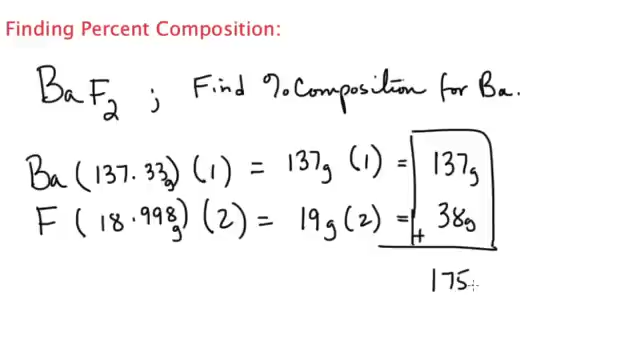 Finding Percent Composition:
BaF2 ; Find % Composition for Ba.
Ba (137.33g) (1) = 137g (1) = 137g
F (18.998g) (2) = 19g (2) = + 38g
175